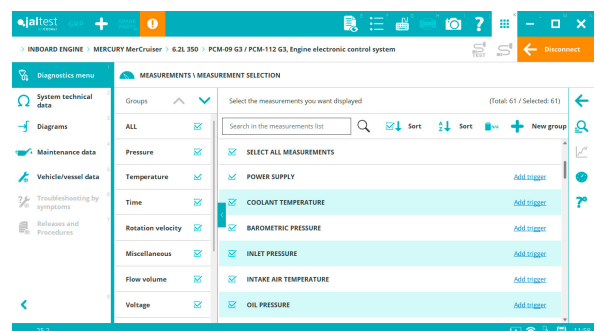 jaltest
> INBOARD ENGINE > MERCURY MerCruiser > 6.2L 350 > PCM-09 G3 / PCM-112 G3, Engine electronic control system
TEST
Disconnect
Diagnostics menu
MEASUREMENTS \ MEASUREMENT SELECTION
System technical data
Diagrams
Maintenance data
Vehicle/vessel data
Troubleshooting by symptoms
Releases and Procedures
Groups
Select the measurements you want displayed
(Total: 61 / Selected: 61)
ALL
Search in the measurements list
Sort
Sort
New group
SELECT ALL MEASUREMENTS
Pressure
POWER SUPPLY
Add trigger
Temperature
COOLANT TEMPERATURE
Add trigger
Time
BAROMETRIC PRESSURE
Add trigger
Rotation velocity
INLET PRESSURE
Add trigger
Miscellaneous
INTAKE AIR TEMPERATURE
Add trigger
Flow volume
OIL PRESSURE
Add trigger
Voltage
25.2
11:58